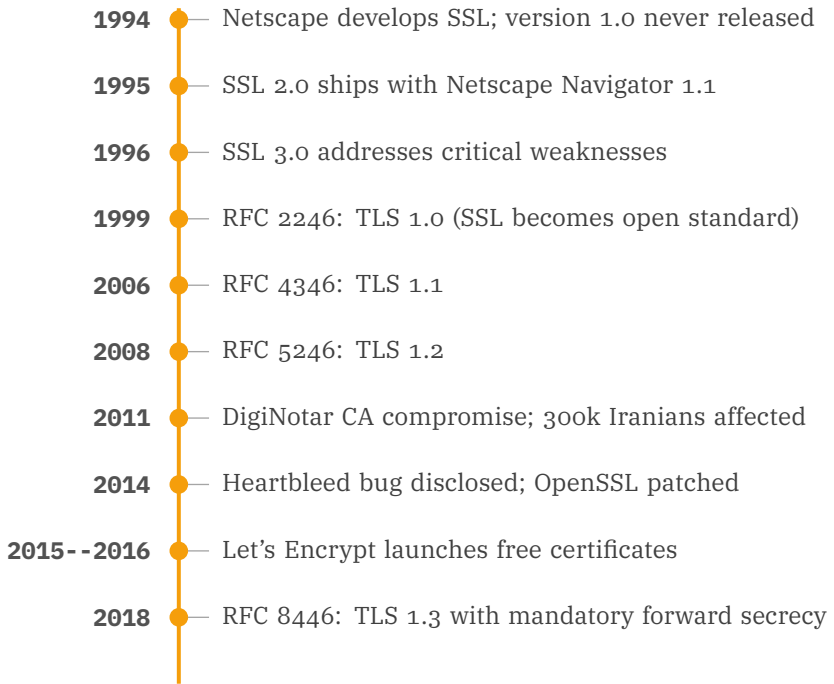 1994 Netscape develops SSL; version 1.0 never released
1995 SSL 2.0 ships with Netscape Navigator 1.1
1996 SSL 3.0 addresses critical weaknesses
1999 RFC 2246: TLS 1.0 (SSL becomes open standard)
2006 RFC 4346: TLS 1.1
2008 RFC 5246: TLS 1.2
2011 DigiNotar CA compromise; 300k Iranians affected
2014 Heartbleed bug disclosed; OpenSSL patched
2015--2016 Let's Encrypt launches free certificates
2018 RFC 8446: TLS 1.3 with mandatory forward secrecy